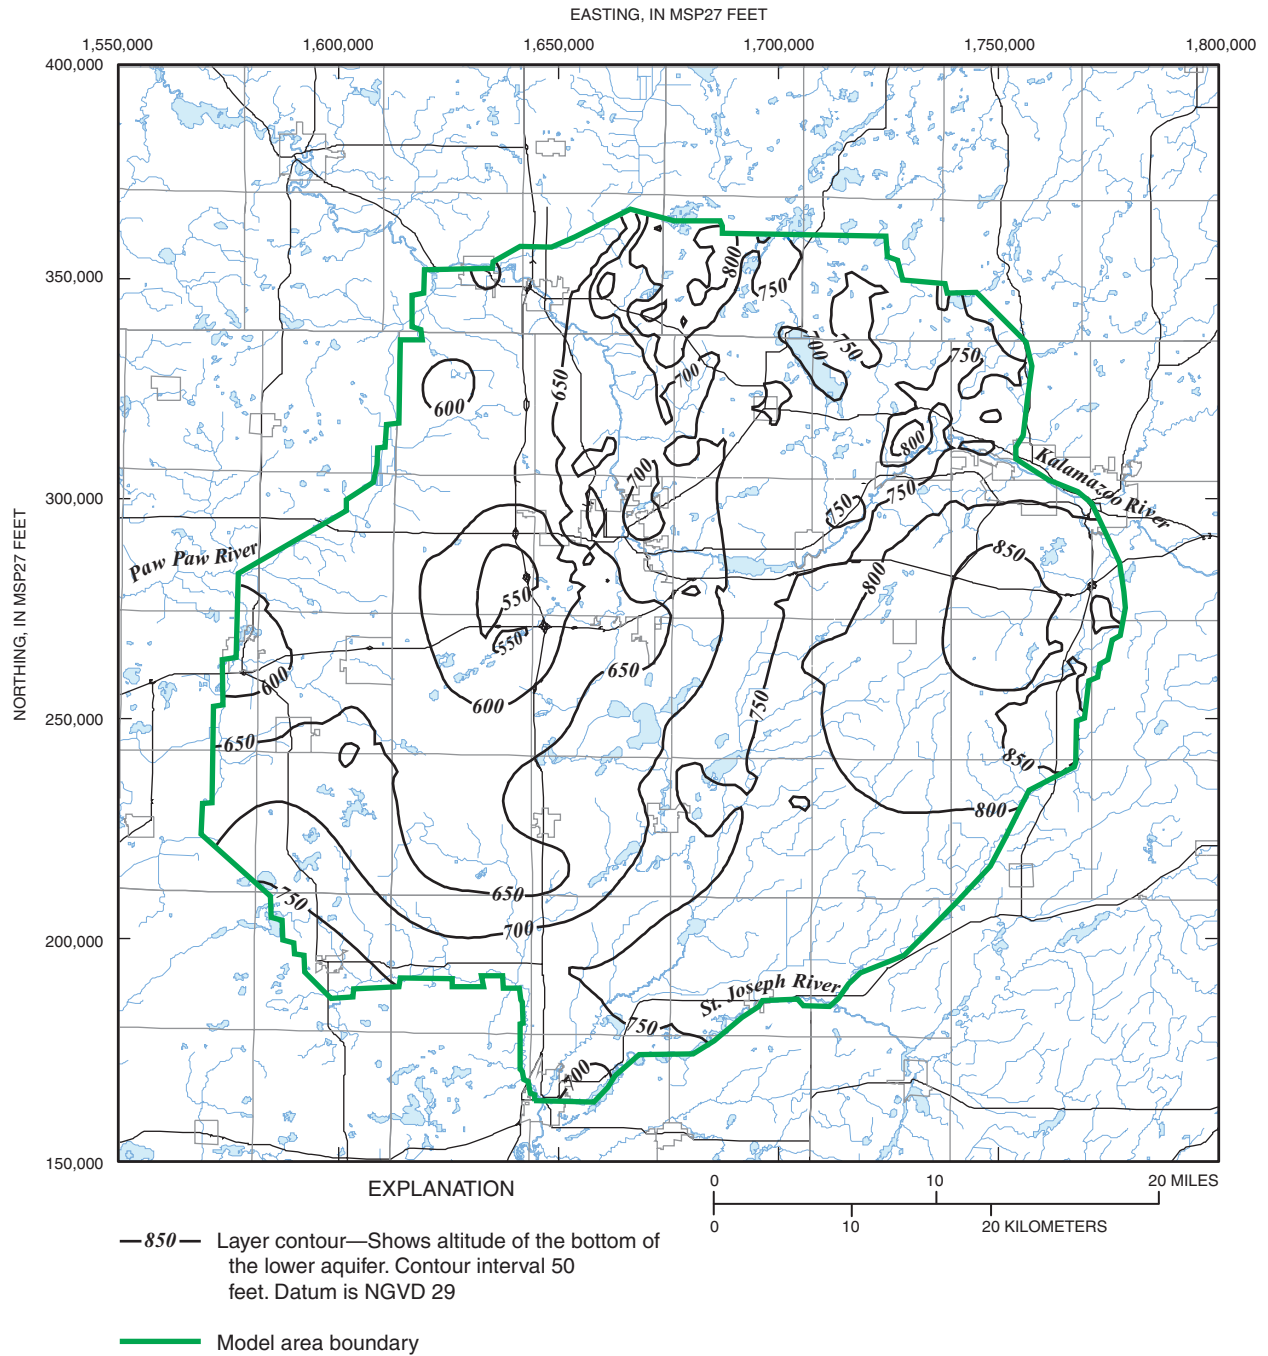 EASTING, IN MSP27 FEET
1,550,000 1,600,000 1,650,000 1,700,000 1,750,000 1,800,000
400,000
350,000
300,000
250,000
200,000
150,000
NORTHING, IN MSP27 FEET
800
750
700
750
750
650
700
600
800
700
750
750
Kalamazoo River
Paw Paw River
850
800
550
550
650
600
600
750
650
850
800
650
750
700
St. Joseph River
750
700
EXPLANATION
0 10 20 MILES
0 10 20 KILOMETERS
850 Layer contour—Shows altitude of the bottom of
the lower aquifer. Contour interval 50
feet. Datum is NGVD 29
Model area boundary